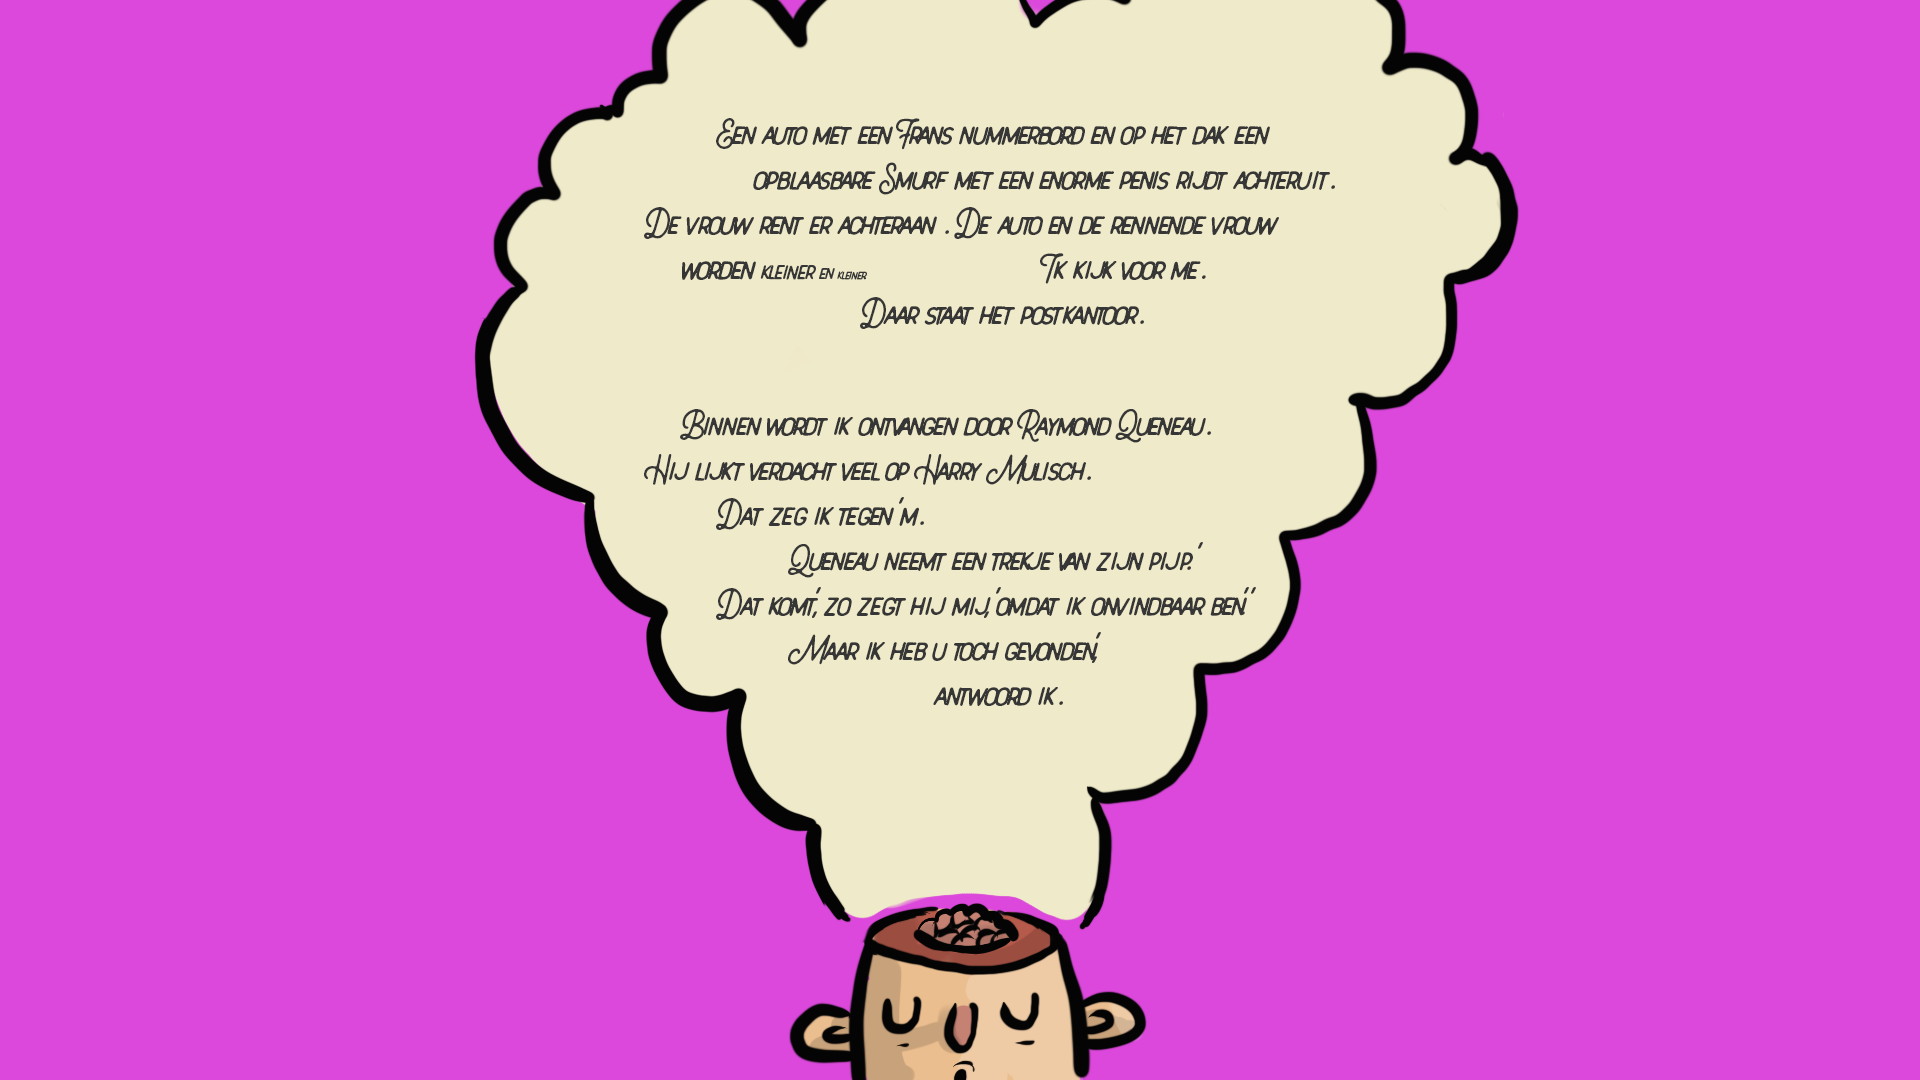 Een auto met een Frans nummerbord en op het dak een
opblaasbare Smurf met een enorme penis rijdt achteruit.
De vrouw rent er achteraan. De auto en de rennende vrouw
worden kleiner en kleiner Ik kijk voor me.
Daar staat het postkantoor.
Binnen wordt ik ontvangen door Raymond Queneau.
Hij lijkt verdacht veel op Harry Mulisch.
Dat zeg ik tegen 'm.
Queneau neemt een trekje van zijn pijp.'
Dat komt', zo zegt hij mij, 'omdat ik onvindbaar ben.''
Maar ik heb u toch gevonden',
antwoord ik.